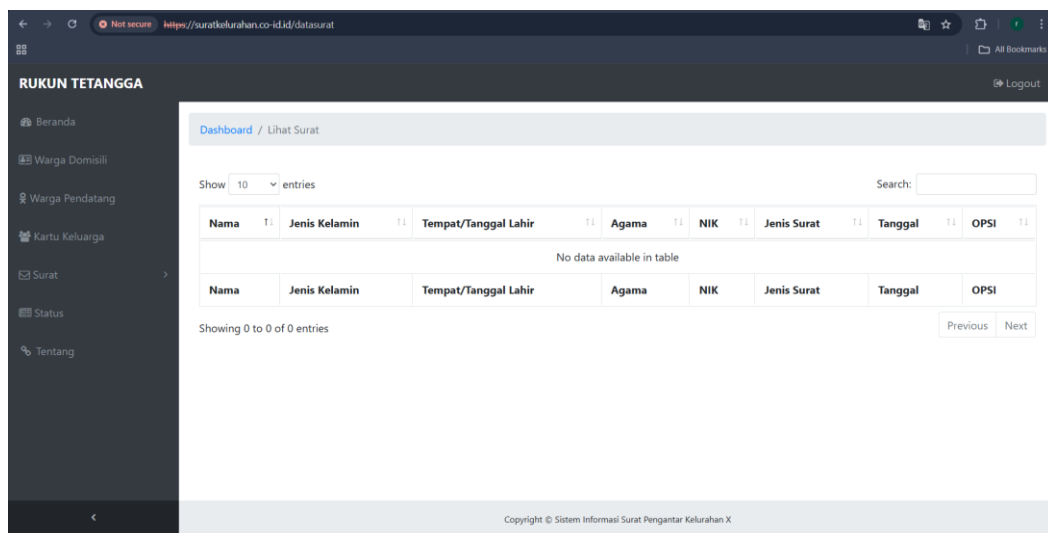 Not secure https://suratkelurahan.co-id.id/datasurat
All Bookmarks
RUKUN TETANGGA
Logout
Beranda
Warga Domisili
Warga Pendatang
Kartu Keluarga
Surat
Status
Tentang
Dashboard / Lihat Surat
Show 10 entries
Search:
Nama Jenis Kelamin Tempat/Tanggal Lahir Agama NIK Jenis Surat Tanggal OPSI
No data available in table
Nama Jenis Kelamin Tempat/Tanggal Lahir Agama NIK Jenis Surat Tanggal OPSI
Showing 0 to 0 of 0 entries
Previous Next
Copyright © Sistem Informasi Surat Pengantar Kelurahan X